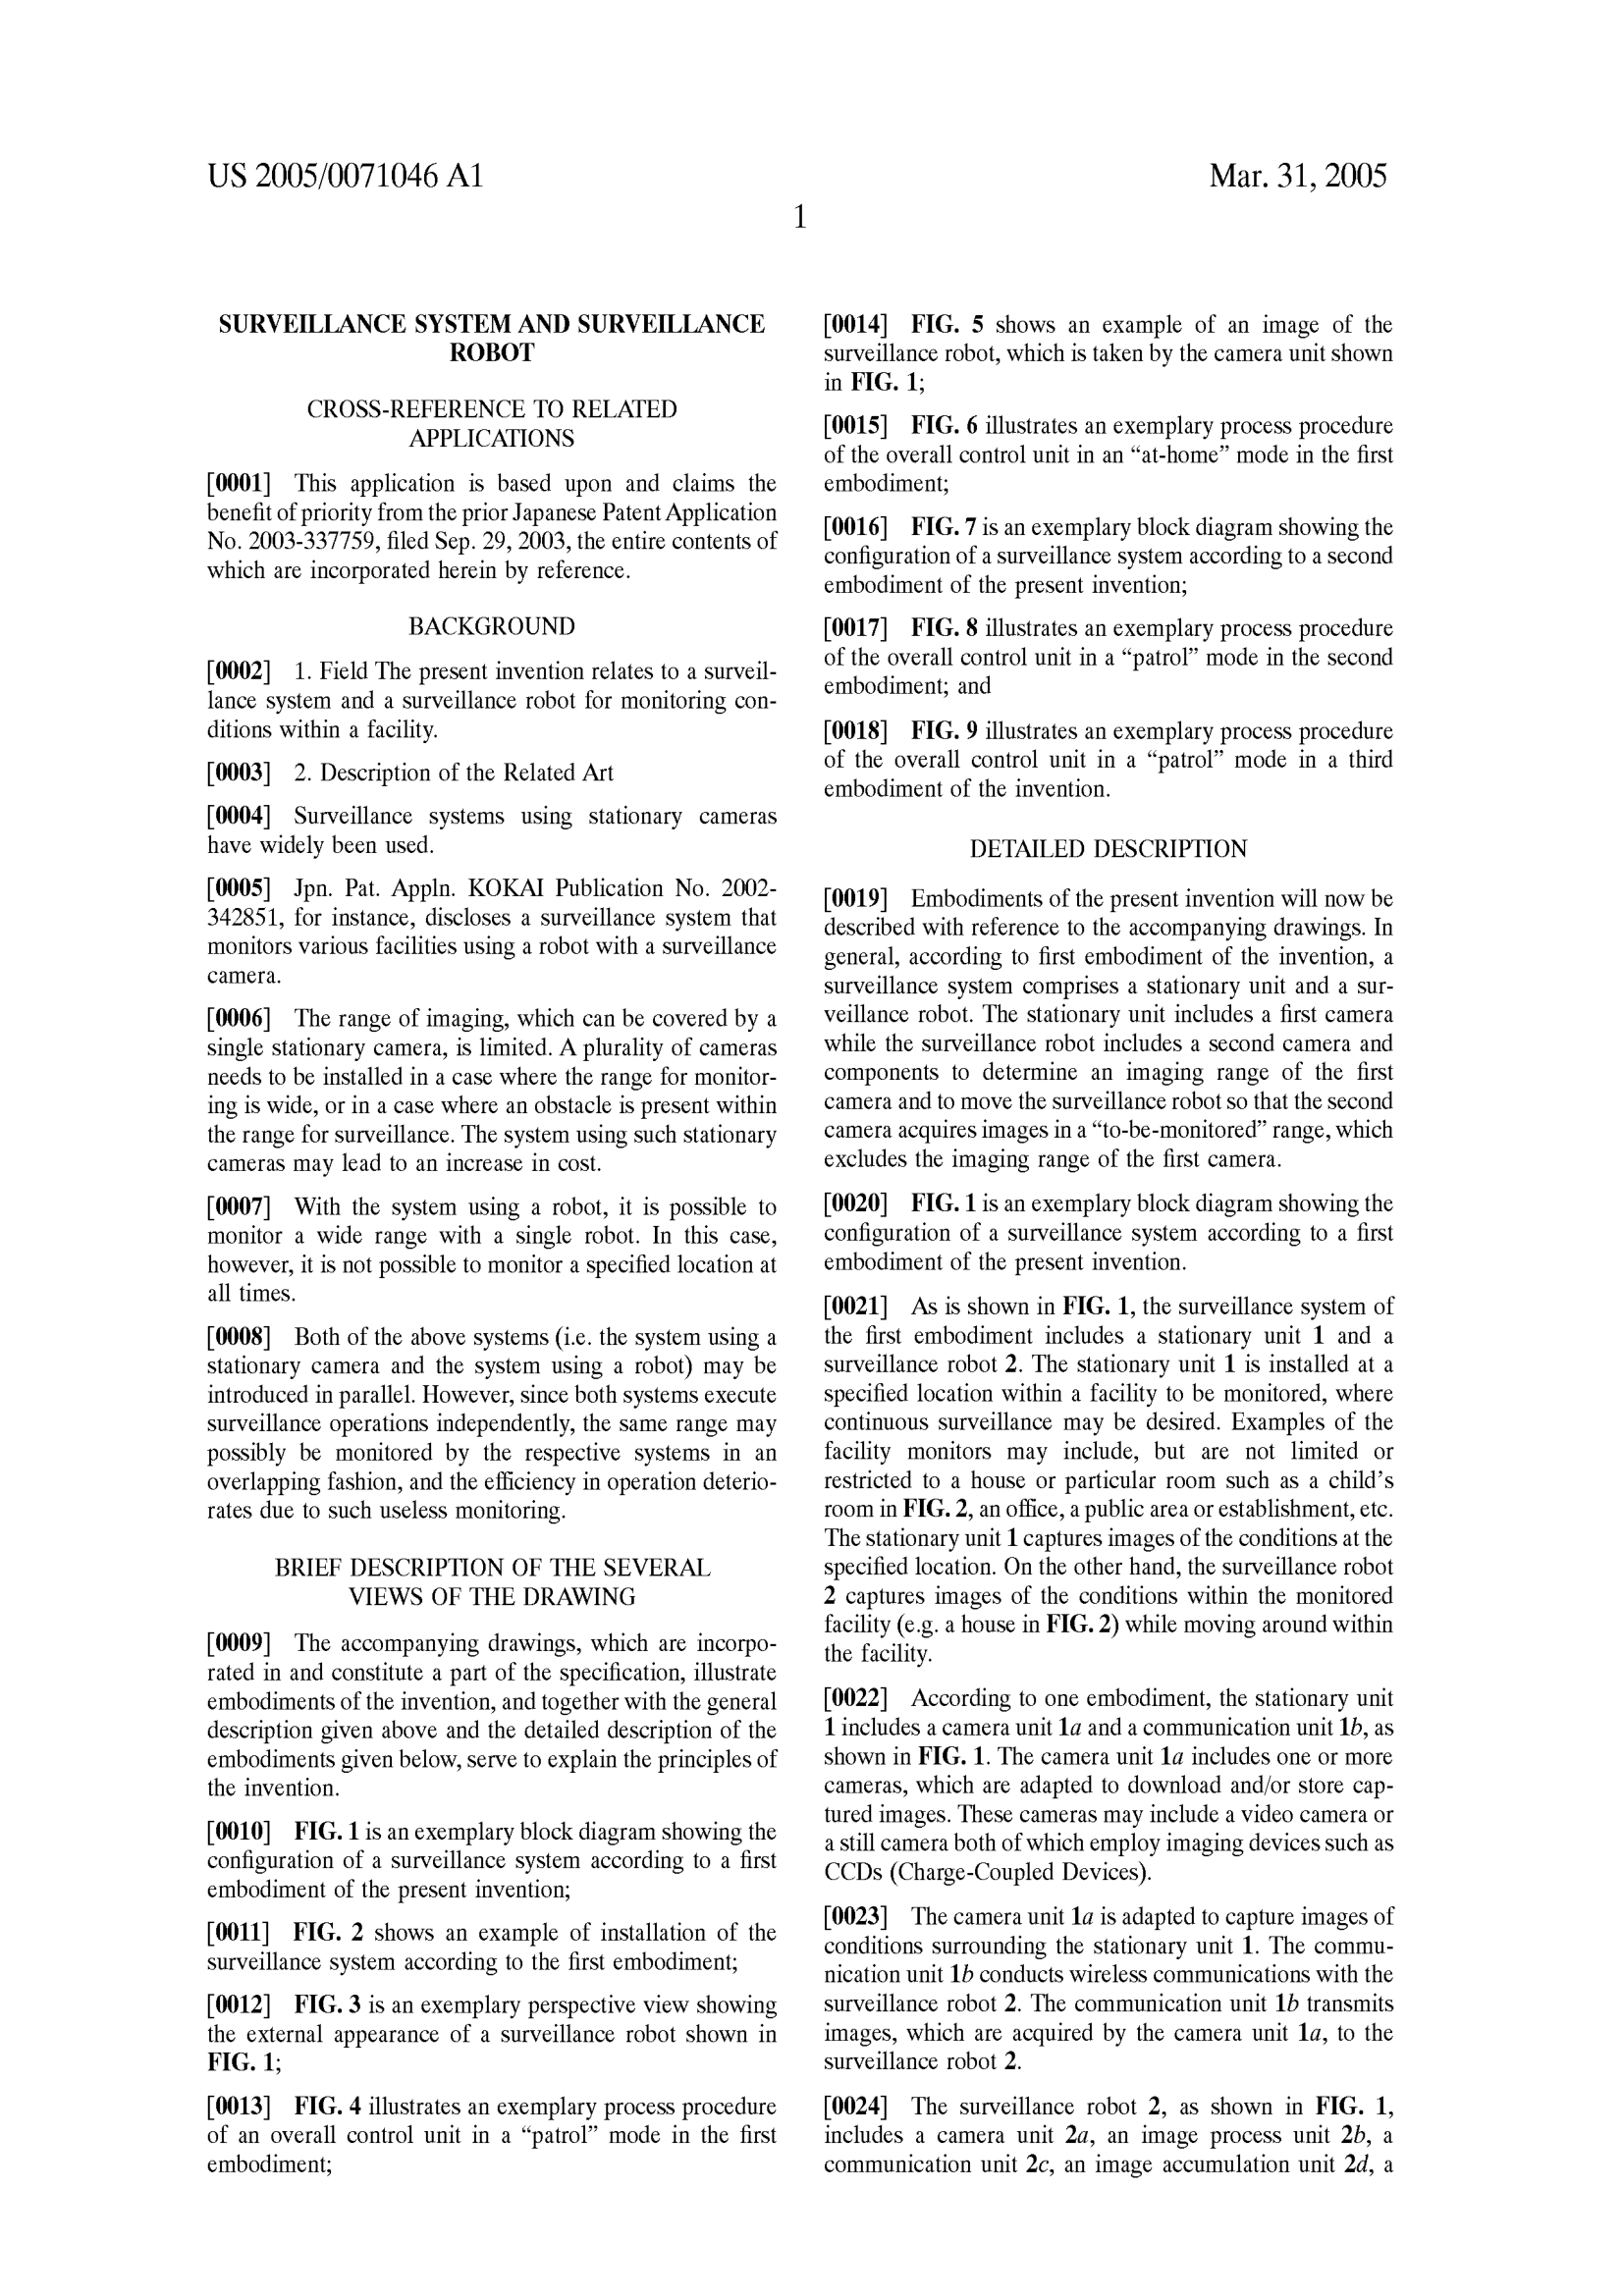 US 2005/0071046 A1
Mar. 31, 2005
1
SURVEILLANCE SYSTEM AND SURVEILLANCE
ROBOT
CROSS-REFERENCE TO RELATED
APPLICATIONS
[0001] This application is based upon and claims the
benefit of priority from the prior Japanese Patent Application
No. 2003-337759, filed Sep. 29, 2003, the entire contents of
which are incorporated herein by reference.
BACKGROUND
[0002] 1. Field The present invention relates to a surveil-
lance system and a surveillance robot for monitoring con-
ditions within a facility.
[0003] 2. Description of the Related Art
[0004] Surveillance systems using stationary cameras
have widely been used.
[0005] Jpn. Pat. Appln. KOKAI Publication No. 2002-
342851, for instance, discloses a surveillance system that
monitors various facilities using a robot with a surveillance
camera.
[0006] The range of imaging, which can be covered by a
single stationary camera, is limited. A plurality of cameras
needs to be installed in a case where the range for monitor-
ing is wide, or in a case where an obstacle is present within
the range for surveillance. The system using such stationary
cameras may lead to an increase in cost.
[0007] With the system using a robot, it is possible to
monitor a wide range with a single robot. In this case,
however, it is not possible to monitor a specified location at
all times.
[0008] Both of the above systems (i.e. the system using a
stationary camera and the system using a robot) may be
introduced in parallel. However, since both systems execute
surveillance operations independently, the same range may
possibly be monitored by the respective systems in an
overlapping fashion, and the efficiency in operation deterio-
rates due to such useless monitoring.
BRIEF DESCRIPTION OF THE SEVERAL
VIEWS OF THE DRAWING
[0009] The accompanying drawings, which are incorpo-
rated in and constitute a part of the specification, illustrate
embodiments of the invention, and together with the general
description given above and the detailed description of the
embodiments given below, serve to explain the principles of
the invention.
[0010] FIG. 1 is an exemplary block diagram showing the
configuration of a surveillance system according to a first
embodiment of the present invention;
[0011] FIG. 2 shows an example of installation of the
surveillance system according to the first embodiment;
[0012] FIG. 3 is an exemplary perspective view showing
the external appearance of a surveillance robot shown in
FIG. 1;
[0013] FIG. 4 illustrates an exemplary process procedure
of an overall control unit in a “patrol” mode in the first
embodiment;
[0014] FIG. 5 shows an example of an image of the
surveillance robot, which is taken by the camera unit shown
in FIG. 1;
[0015] FIG. 6 illustrates an exemplary process procedure
of the overall control unit in an “at-home” mode in the first
embodiment;
[0016] FIG. 7 is an exemplary block diagram showing the
configuration of a surveillance system according to a second
embodiment of the present invention;
[0017] FIG. 8 illustrates an exemplary process procedure
of the overall control unit in a “patrol” mode in the second
embodiment; and
[0018] FIG. 9 illustrates an exemplary process procedure
of the overall control unit in a “patrol” mode in a third
embodiment of the invention.
DETAILED DESCRIPTION
[0019] Embodiments of the present invention will now be
described with reference to the accompanying drawings. In
general, according to first embodiment of the invention, a
surveillance system comprises a stationary unit and a sur-
veillance robot. The stationary unit includes a first camera
while the surveillance robot includes a second camera and
components to determine an imaging range of the first
camera and to move the surveillance robot so that the second
camera acquires images in a “to-be-monitored” range, which
excludes the imaging range of the first camera.
[0020] FIG. 1 is an exemplary block diagram showing the
configuration of a surveillance system according to a first
embodiment of the present invention.
[0021] As is shown in FIG. 1, the surveillance system of
the first embodiment includes a stationary unit 1 and a
surveillance robot 2. The stationary unit 1 is installed at a
specified location within a facility to be monitored, where
continuous surveillance may be desired. Examples of the
facility monitors may include, but are not limited or
restricted to a house or particular room such as a child’s
room in FIG. 2, an office, a public area or establishment, etc.
The stationary unit 1 captures images of the conditions at the
specified location. On the other hand, the surveillance robot
2 captures images of the conditions within the monitored
facility (e.g. a house in FIG. 2) while moving around within
the facility.
[0022] According to one embodiment, the stationary unit
1 includes a camera unit 1a and a communication unit 1b, as
shown in FIG. 1. The camera unit 1a includes one or more
cameras, which are adapted to download and/or store cap-
tured images. These cameras may include a video camera or
a still camera both of which employ imaging devices such as
CCDs (Charge-Coupled Devices).
[0023] The camera unit 1a is adapted to capture images of
conditions surrounding the stationary unit 1. The commu-
nication unit 1b conducts wireless communications with the
surveillance robot 2. The communication unit 1b transmits
images, which are acquired by the camera unit 1a, to the
surveillance robot 2.
[0024] The surveillance robot 2, as shown in FIG. 1,
includes a camera unit 2a, an image process unit 2b, a
communication unit 2c, an image accumulation unit 2d, a